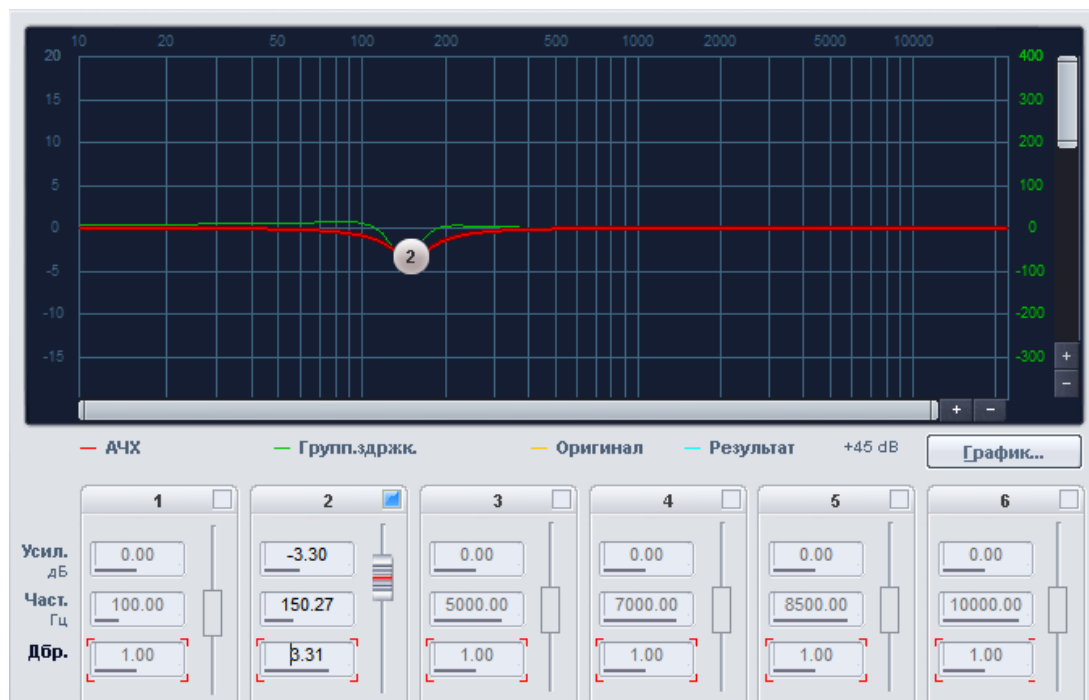 10 20 50 100 200 500 1000 2000 5000 10000
20 400
15 300
10 200
5 100
0 0
2
-5 -100
-10 -200
-15 -300
+
-
+ -
АЧХ Групп.здржк. Оригинал Результат +45 dB График...
1 2 3 4 5 6
Усил. дБ 0.00 -3.30 0.00 0.00 0.00 0.00
Част. Гц 100.00 150.27 5000.00 7000.00 8500.00 10000.00
Дбр. 1.00 3.31 1.00 1.00 1.00 1.00